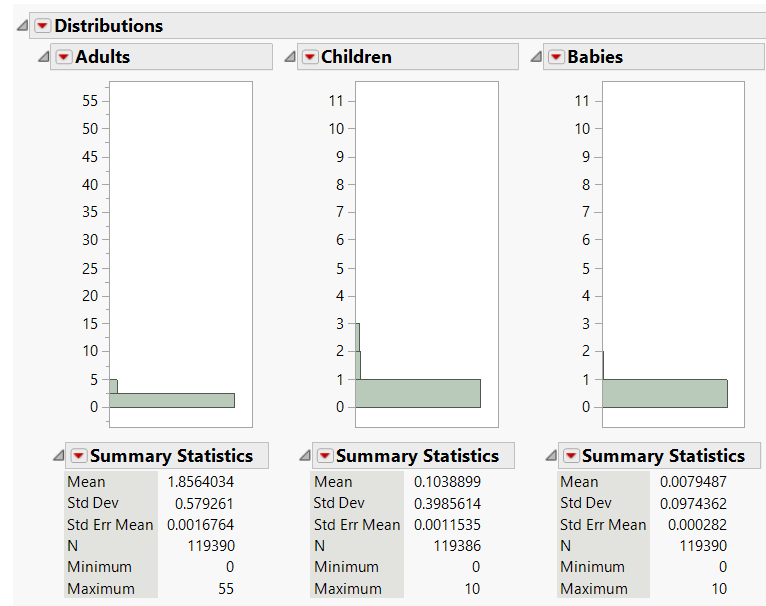 Distributions
Adults
55
50
45
40
35
30
25
20
15
10
5
0
Summary Statistics
Mean 1.8564034
Std Dev 0.579261
Std Err Mean 0.0016764
N 119390
Minimum 0
Maximum 55
Children
11
10
9
8
7
6
5
4
3
2
1
0
Summary Statistics
Mean 0.1038899
Std Dev 0.3985614
Std Err Mean 0.0011535
N 119386
Minimum 0
Maximum 10
Babies
11
10
9
8
7
6
5
4
3
2
1
0
Summary Statistics
Mean 0.0079487
Std Dev 0.0974362
Std Err Mean 0.000282
N 119390
Minimum 0
Maximum 10